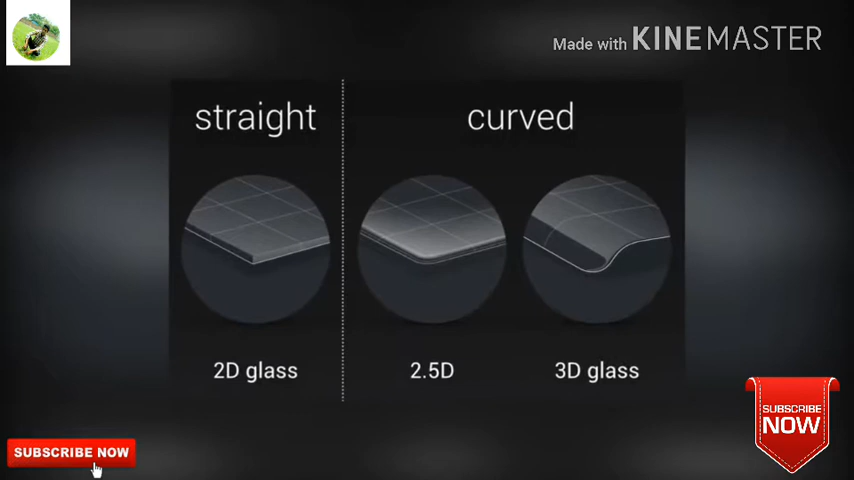 Made with KINEMASTER
straight
curved
2D glass
2.5D
3D glass
SUBSCRIBE
NOW
SUBSCRIBE NOW